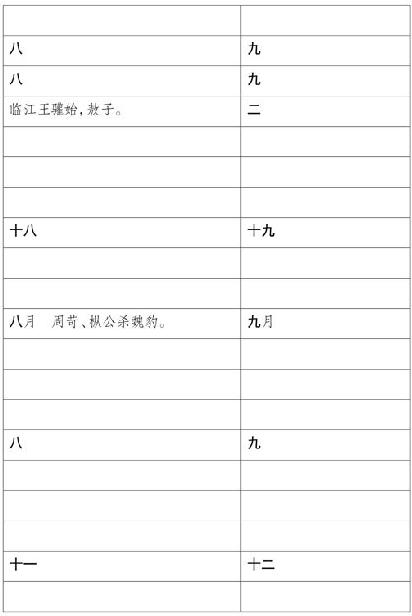 八 九
八 九
临江王驩始，敖子。 二
十八 十九
八月 周苛、枞公杀魏豹。 九月
八 九
十一 十二